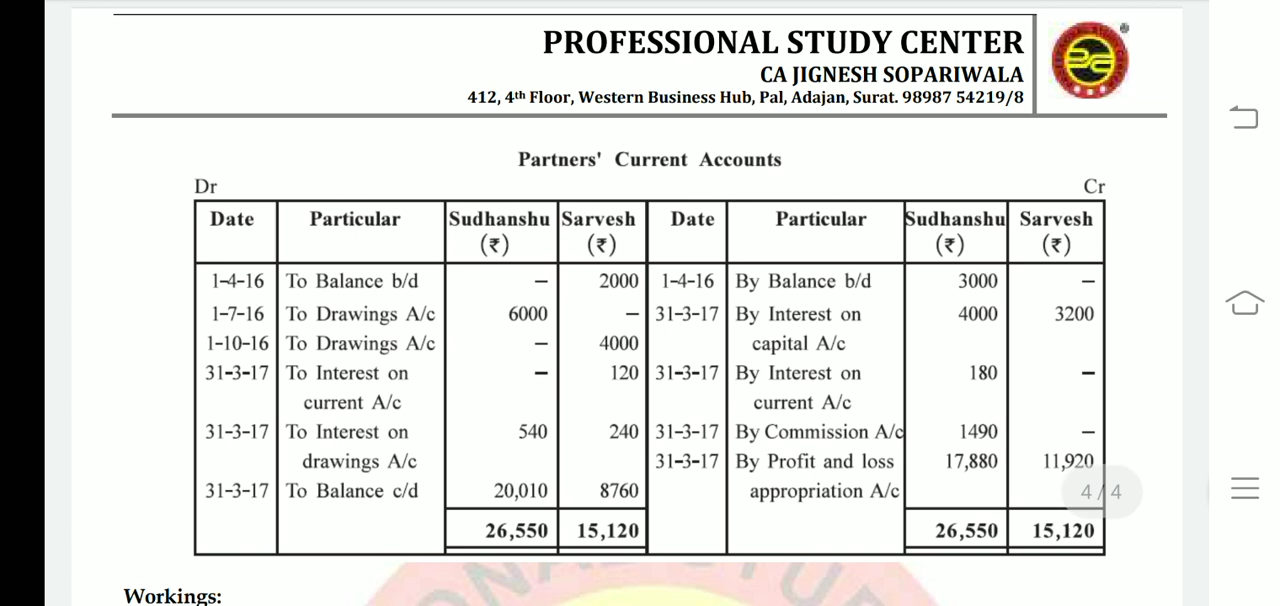 PROFESSIONAL STUDY CENTER
CA JIGNESH SOPARIWALA
412, 4th Floor, Western Business Hub, Pal, Adajan, Surat. 98987 54219/8
Partners' Current Accounts
Dr Cr
Date Particular Sudhanshu (₹) Sarvesh (₹) Date Particular Sudhanshu (₹) Sarvesh (₹)
1-4-16 To Balance b/d – 2000 1-4-16 By Balance b/d 3000 –
1-7-16 To Drawings A/c 6000 – 31-3-17 By Interest on 4000 3200
1-10-16 To Drawings A/c – 4000 capital A/c
31-3-17 To Interest on – 120 31-3-17 By Interest on 180 –
current A/c current A/c
31-3-17 To Interest on 540 240 31-3-17 By Commission A/c 1490 –
drawings A/c 31-3-17 By Profit and loss 17,880 11,920
31-3-17 To Balance c/d 20,010 8760 appropriation A/c
4/4
26,550 15,120 26,550 15,120
Workings: